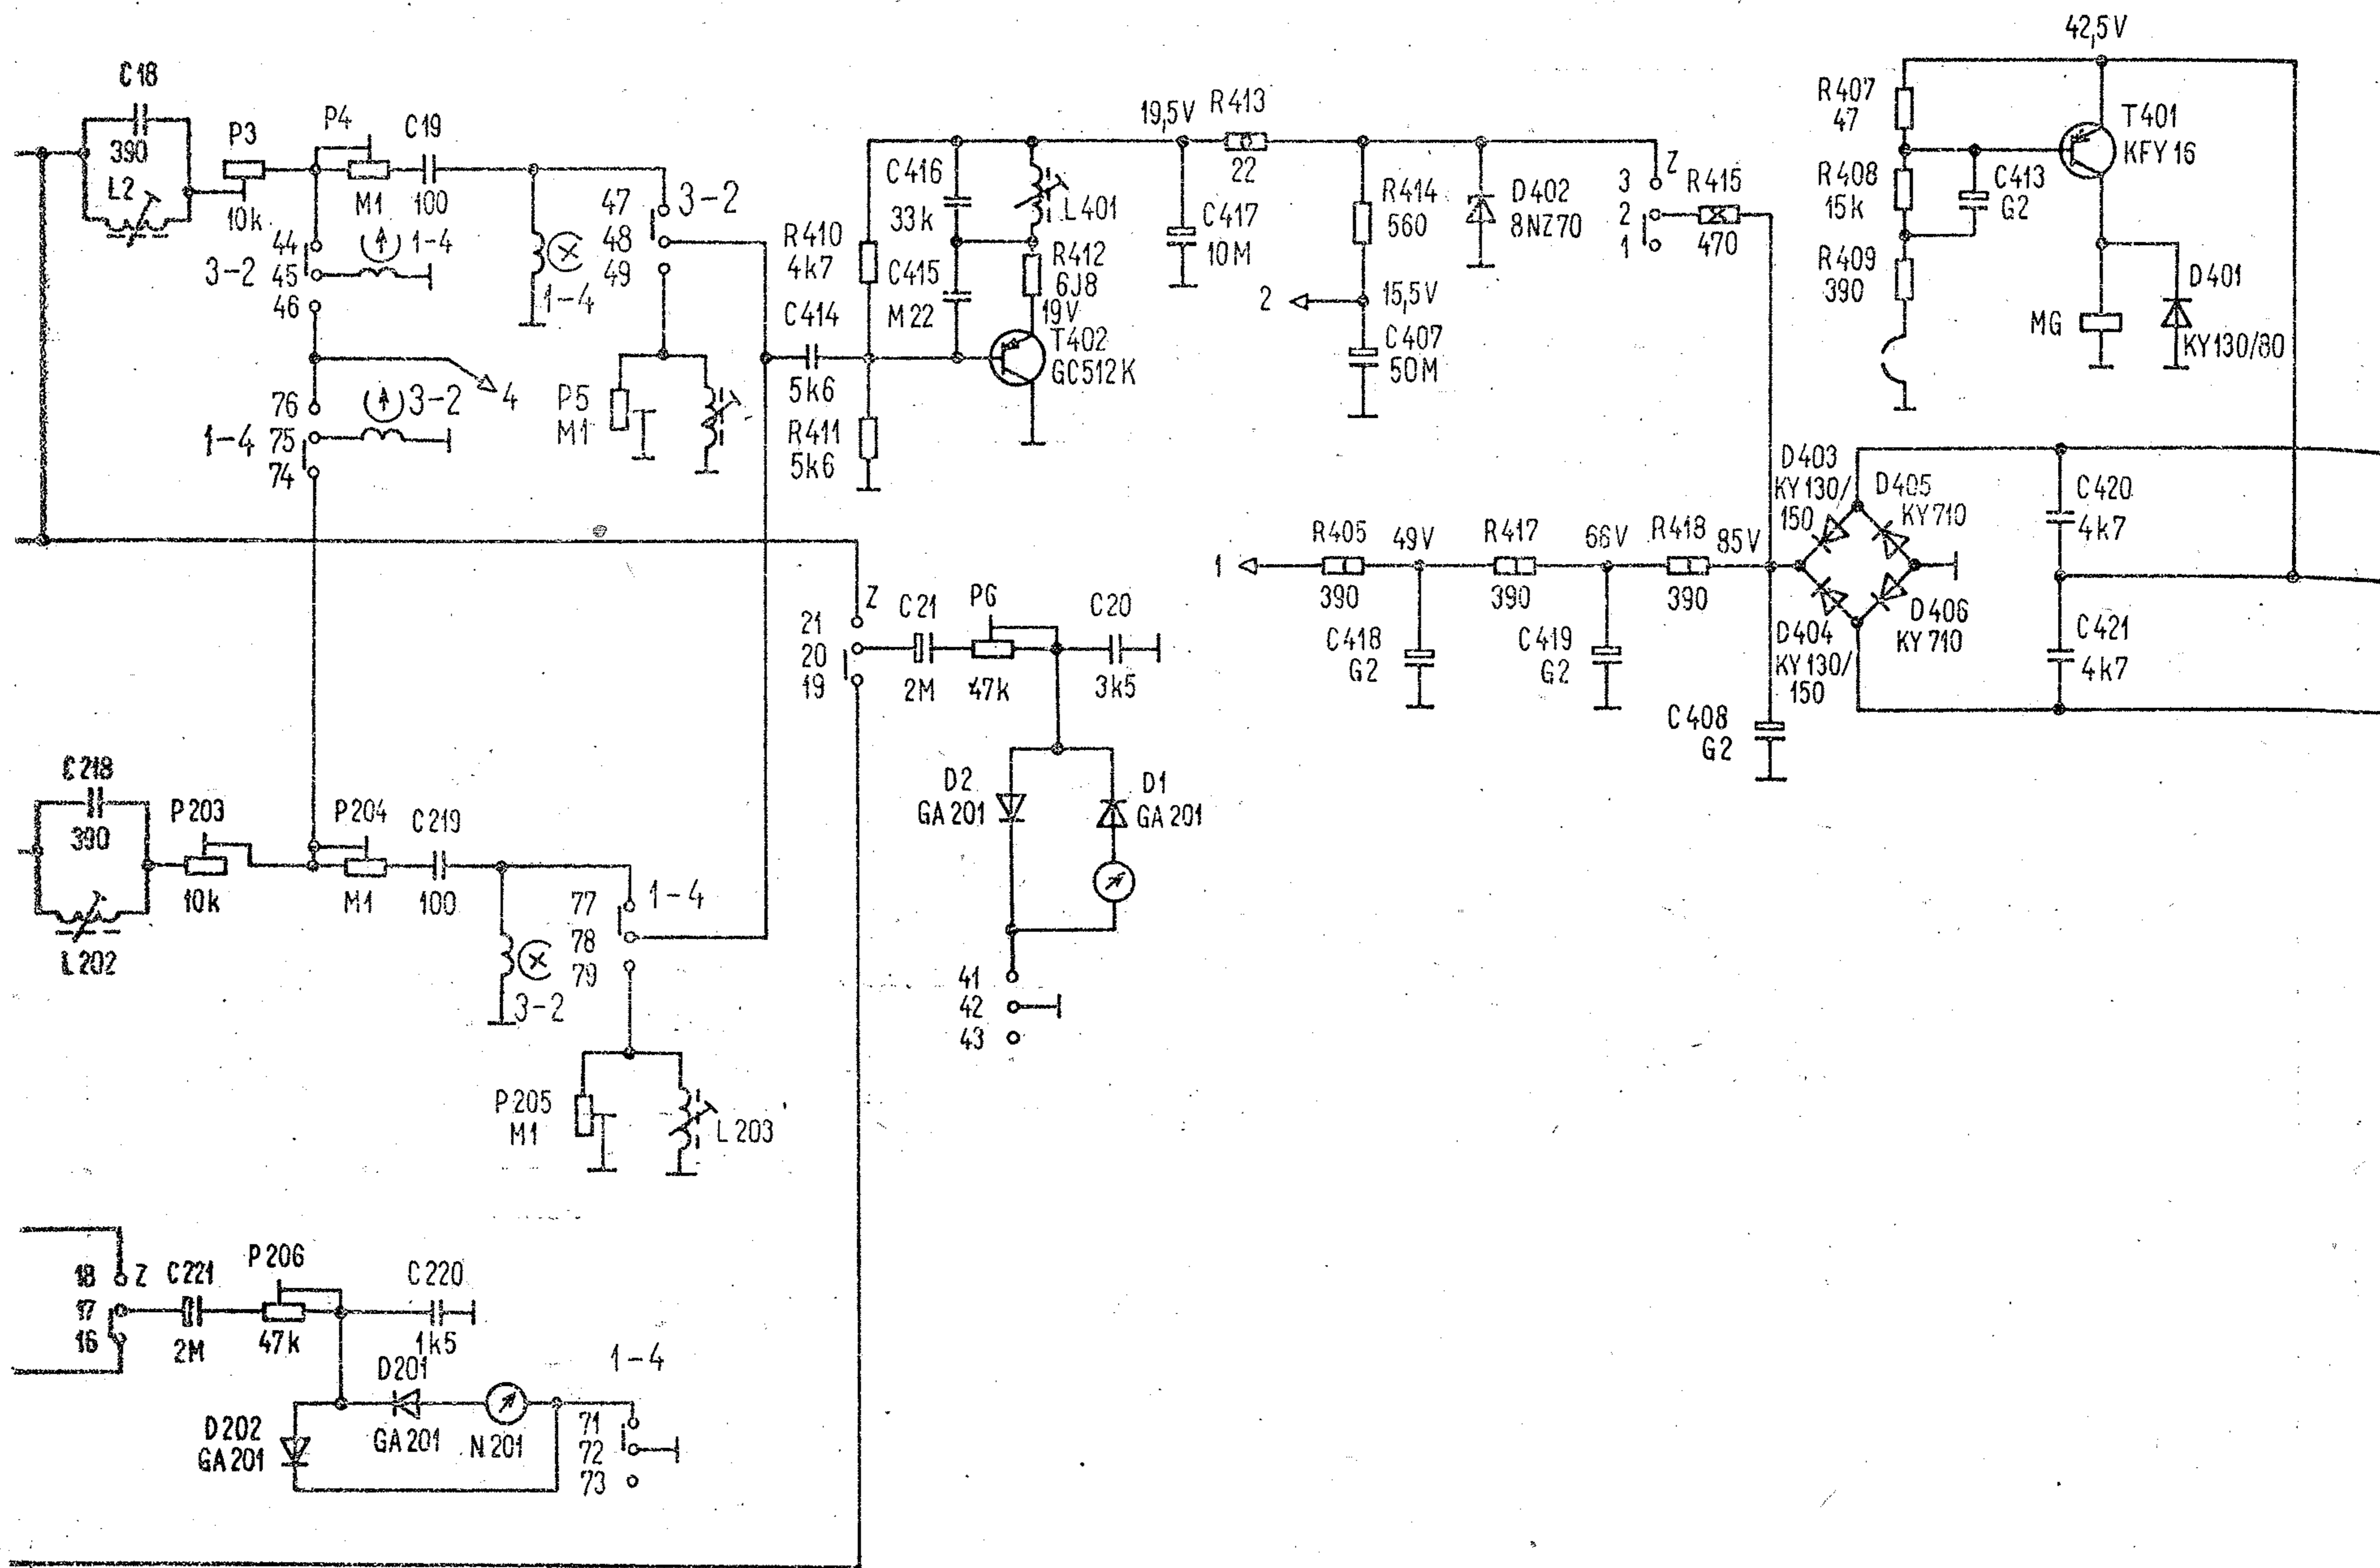 C18
390
L2
P3
10k
P4
M1
C19
100
44
3-2 45
46
1-4
47
48
49
3-2
1-4
76
1-4 75
74
3-2
4
P5
M1
R410
4k7
C414
5k6
R411
5k6
C416
33k
C415
M22
L401
R412
6J8
19V
T402
GC512K
19,5V
R413
22
C417
10M
R414
560
2
15,5V
C407
50M
D402
8NZ70
Z
3
2
1
R415
470
42,5V
R407
47
R408
15k
R409
390
C413
G2
T401
KFY16
MG
D401
KY130/80
1
R405
390
49V
C418
G2
R417
390
66V
C419
G2
R418
390
85V
C408
G2
D403
KY130/
150
D405
KY710
D404
KY130/
150
D406
KY710
C420
4k7
C421
4k7
Z
21
20
19
C21
2M
P6
47k
C20
3k5
D2
GA201
D1
GA201
41
42
43
C218
390
L202
P203
10k
P204
M1
C219
100
77
78
79
1-4
3-2
P205
M1
L203
18 Z
17
16
C221
2M
P206
47k
C220
1k5
D201
GA201
N201
D202
GA201
1-4
71
72
73